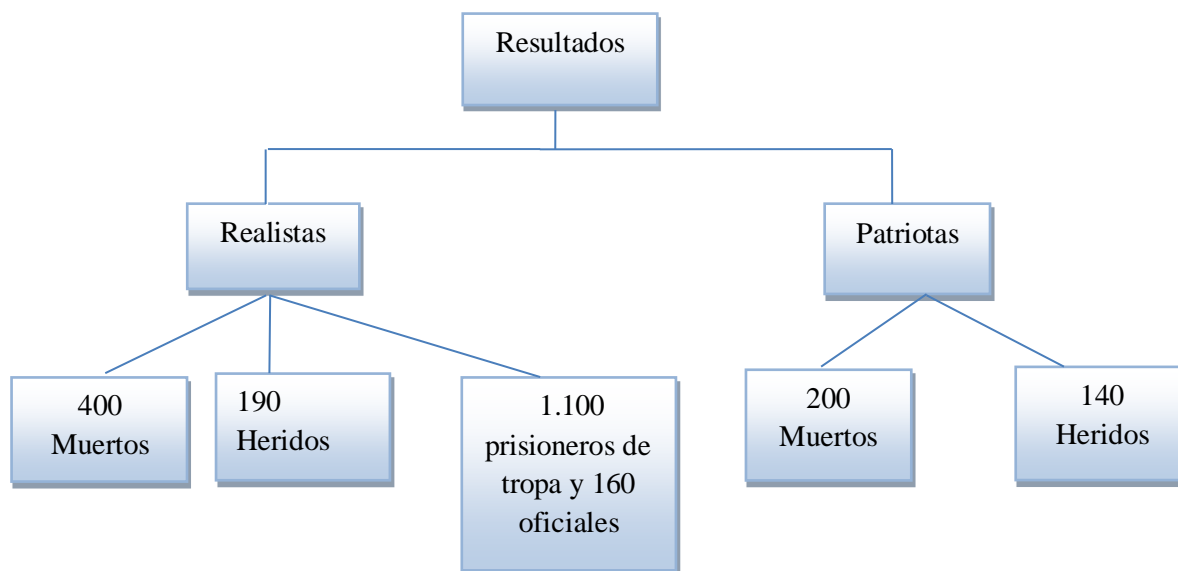 Resultados
Realistas
Patriotas
400
Muertos
190
Heridos
1.100
prisioneros de
tropa y 160
oficiales
200
Muertos
140
Heridos